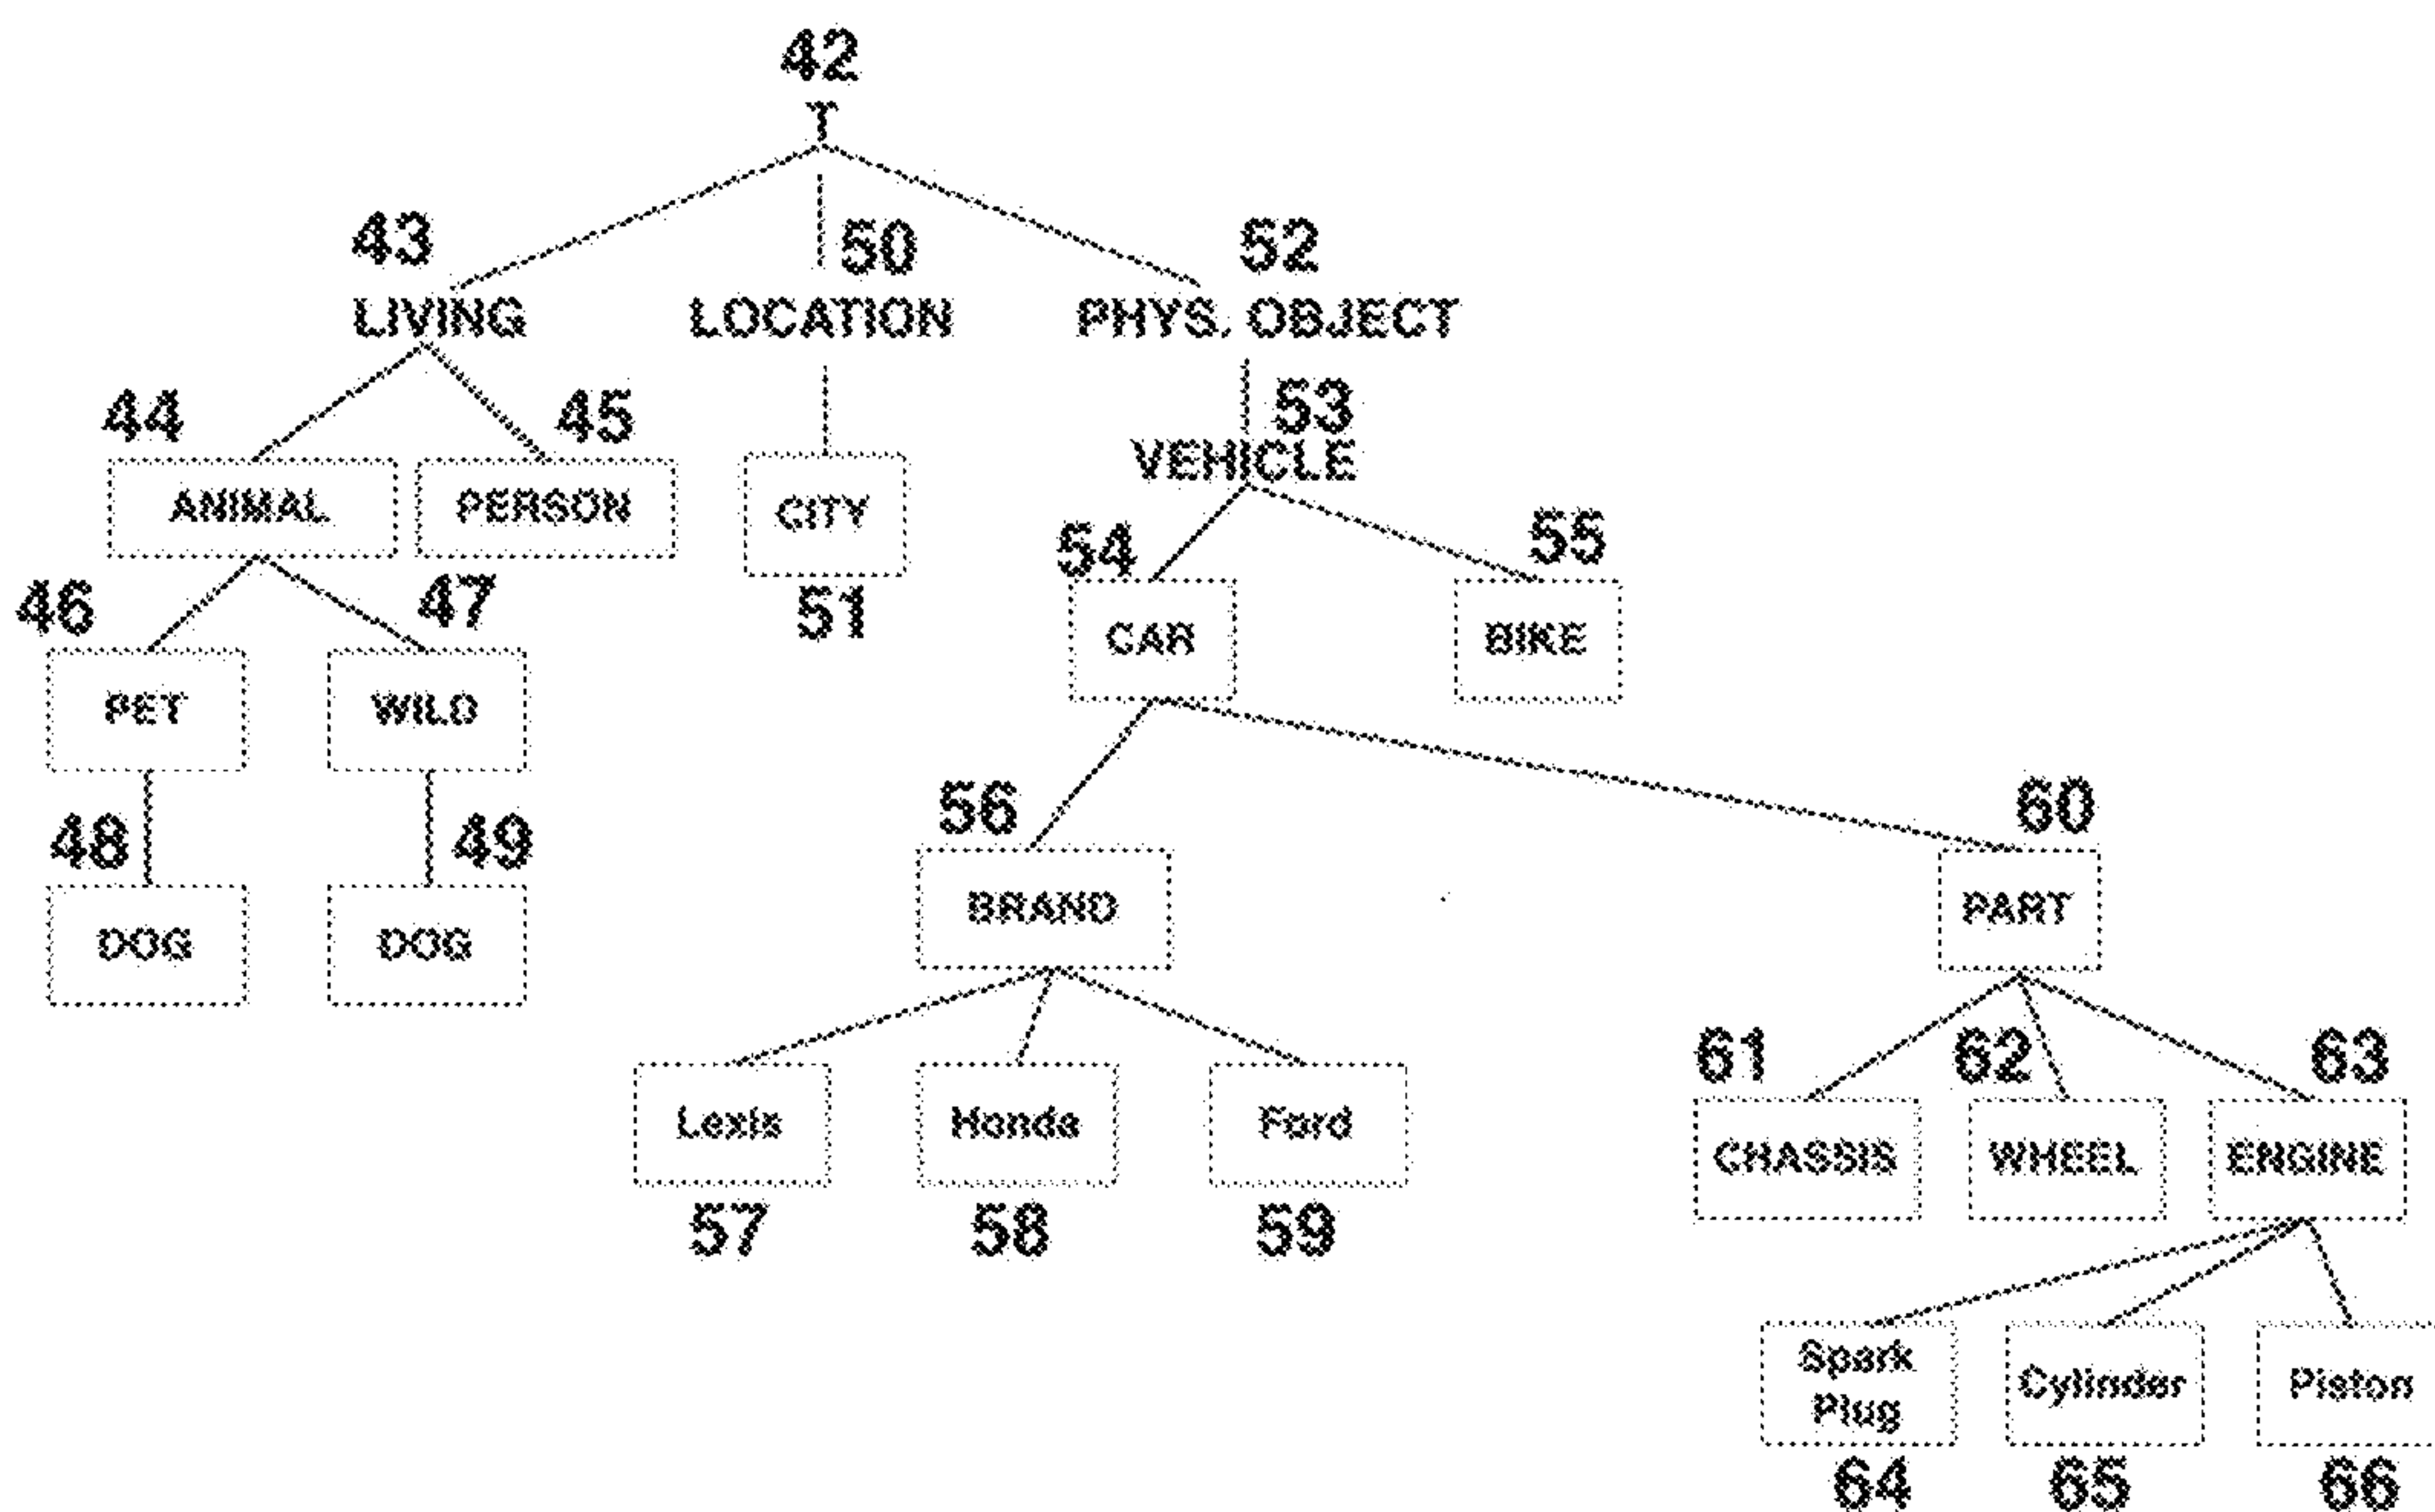 42
T
43
50
52
LIVING
LOCATION
PHYS. OBJECT
44
45
53
ANIMAL
PERSON
CITY
VEHICLE
46
47
51
54
55
PET
WILD
CAR
BIKE
48
49
56
60
DOG
DOG
BRAND
PART
61
62
63
Lexis
Honda
Ford
CHASSIS
WHEEL
ENGINE
57
58
59
Spark
Plug
Cylinder
Piston
64
65
66